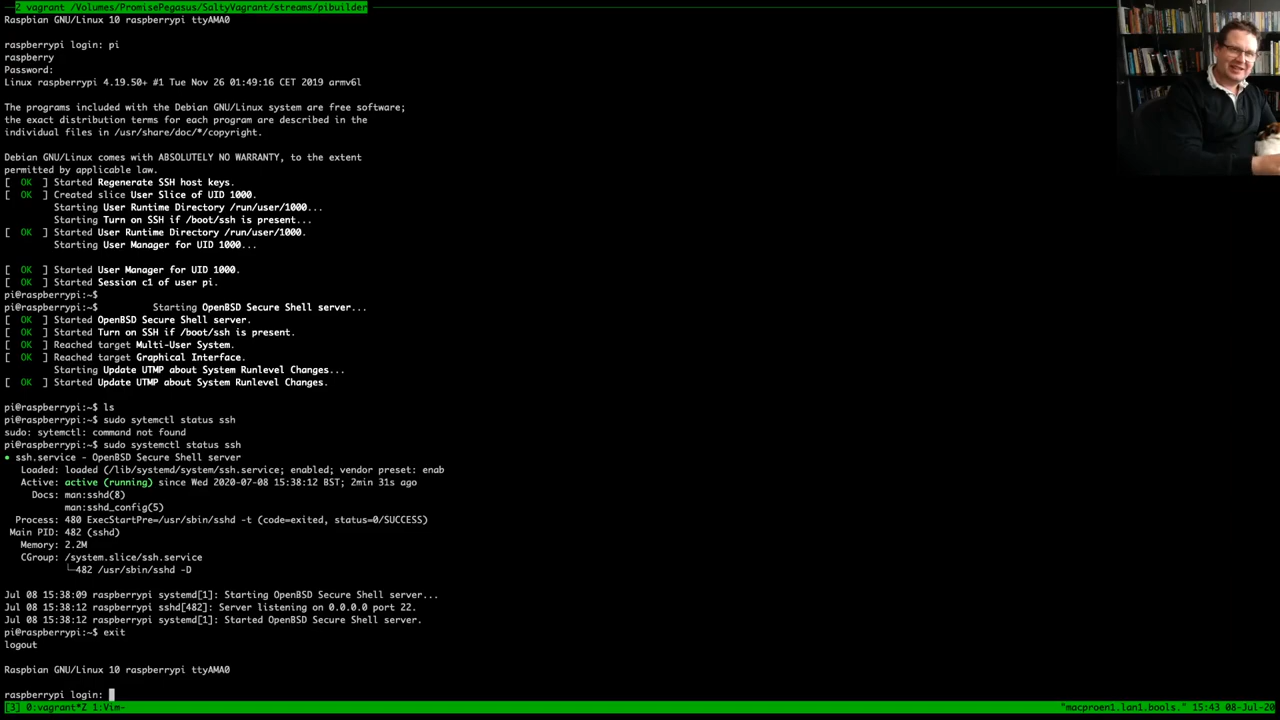 Z vagrant /Volumes/PromisePegasus/SaltyVagrant/streams/pibuilder
Raspbian GNU/Linux 10 raspberrypi ttyAMA0
raspberrypi login: pi
raspberry
Password:
Linux raspberrypi 4.19.50+ #1 Tue Nov 26 01:49:16 CET 2019 armv6l
The programs included with the Debian GNU/Linux system are free software;
the exact distribution terms for each program are described in the
individual files in /usr/share/doc/*/copyright.
Debian GNU/Linux comes with ABSOLUTELY NO WARRANTY, to the extent
permitted by applicable law.
[  OK  ] Started Regenerate SSH host keys.
[  OK  ] Created slice User Slice of UID 1000.
Starting User Runtime Directory /run/user/1000...
Starting Turn on SSH if /boot/ssh is present...
[  OK  ] Started User Runtime Directory /run/user/1000.
Starting User Manager for UID 1000...
[  OK  ] Started User Manager for UID 1000.
[  OK  ] Started Session c1 of user pi.
pi@raspberrypi:~$
pi@raspberrypi:~$          Starting OpenBSD Secure Shell server...
[  OK  ] Started OpenBSD Secure Shell server.
[  OK  ] Started Turn on SSH if /boot/ssh is present.
[  OK  ] Reached target Multi-User System.
[  OK  ] Reached target Graphical Interface.
Starting Update UTMP about System Runlevel Changes...
[  OK  ] Started Update UTMP about System Runlevel Changes.
pi@raspberrypi:~$ ls
pi@raspberrypi:~$ sudo sytemctl status ssh
sudo: sytemctl: command not found
pi@raspberrypi:~$ sudo systemctl status ssh
● ssh.service - OpenBSD Secure Shell server
Loaded: loaded (/lib/systemd/system/ssh.service; enabled; vendor preset: enab
Active: active (running) since Wed 2020-07-08 15:38:12 BST; 2min 31s ago
Docs: man:sshd(8)
man:sshd_config(5)
Process: 480 ExecStartPre=/usr/sbin/sshd -t (code=exited, status=0/SUCCESS)
Main PID: 482 (sshd)
Memory: 2.2M
CGroup: /system.slice/ssh.service
└─482 /usr/sbin/sshd -D
Jul 08 15:38:09 raspberrypi systemd[1]: Starting OpenBSD Secure Shell server...
Jul 08 15:38:12 raspberrypi sshd[482]: Server listening on 0.0.0.0 port 22.
Jul 08 15:38:12 raspberrypi systemd[1]: Started OpenBSD Secure Shell server.
pi@raspberrypi:~$ exit
logout
Raspbian GNU/Linux 10 raspberrypi ttyAMA0
raspberrypi login:
[3] 0:vagrant*Z 1:Vim- "macproen1.lan1.bools." 15:43 08-Jul-20